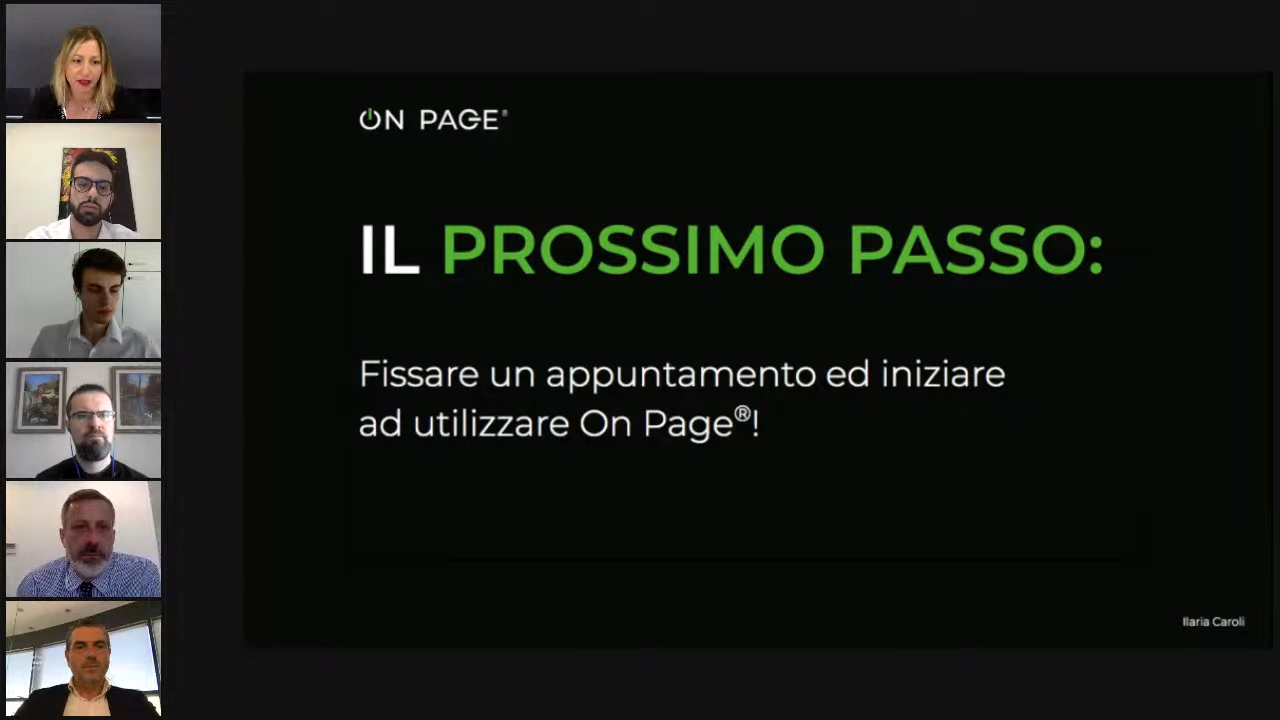 ON PAGE®
IL PROSSIMO PASSO:
Fissare un appuntamento ed iniziare
ad utilizzare On Page®!
Ilaria Caroli